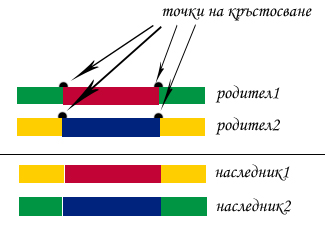 точки на кръстосване
родител1
родител2
наследник1
наследник2